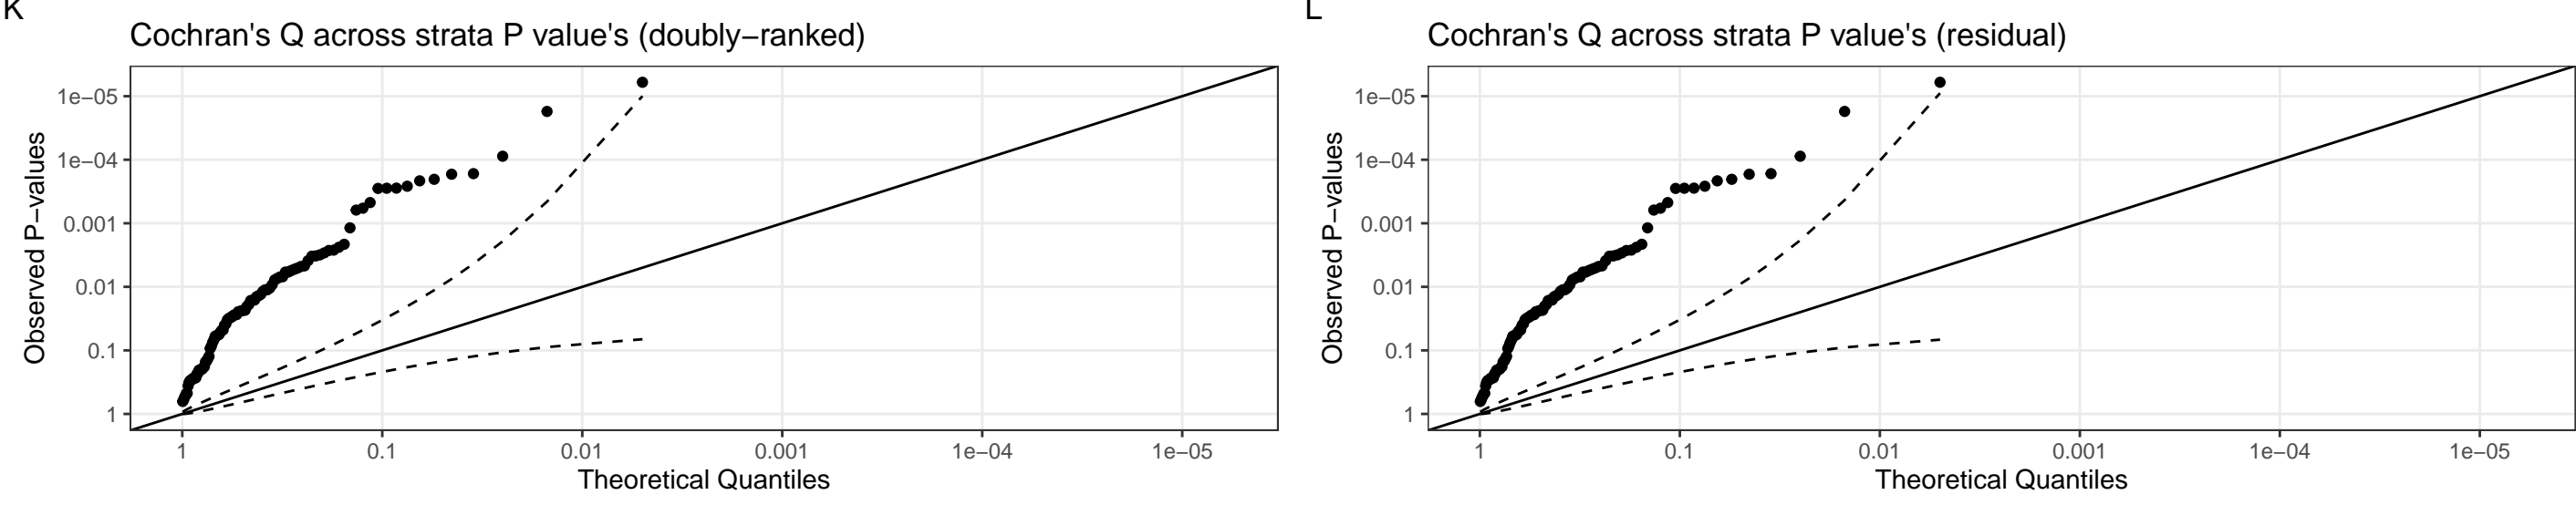 K
Cochran's Q across strata P value's (doubly−ranked)
1e−05
1e−04
0.001
0.01
0.1
1
Observed P−values
1
0.1
0.01
0.001
1e−04
1e−05
Theoretical Quantiles
L
Cochran's Q across strata P value's (residual)
1e−05
1e−04
0.001
0.01
0.1
1
Observed P−values
1
0.1
0.01
0.001
1e−04
1e−05
Theoretical Quantiles